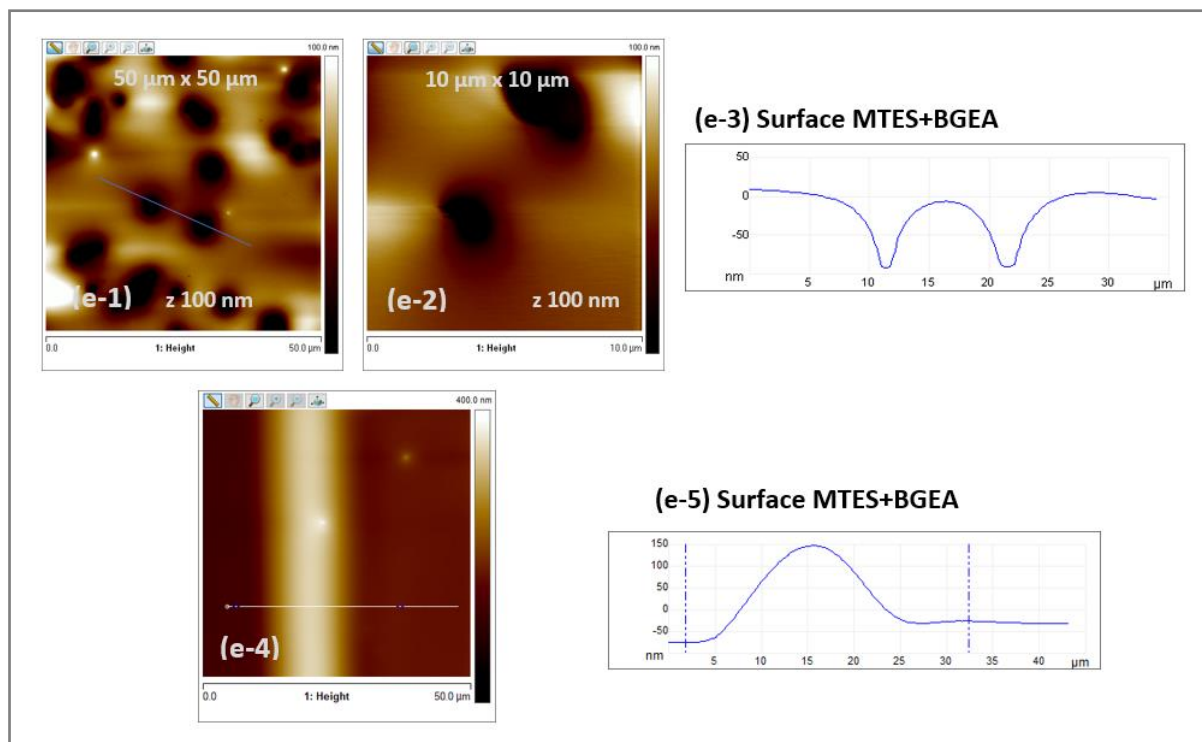 100.0 nm
50 µm x 50 µm
(e-1)
z 100 nm
0.0 1: Height 50.0 µm
100.0 nm
10 µm x 10 µm
(e-2)
z 100 nm
0.0 1: Height 10.0 µm
(e-3) Surface MTES+BGEA
50
0
-50
nm
5 10 15 20 25 30 µm
400.0 nm
(e-4)
0.0 1: Height 50.0 µm
(e-5) Surface MTES+BGEA
150
100
50
0
-50
nm
5 10 15 20 25 30 35 40 µm